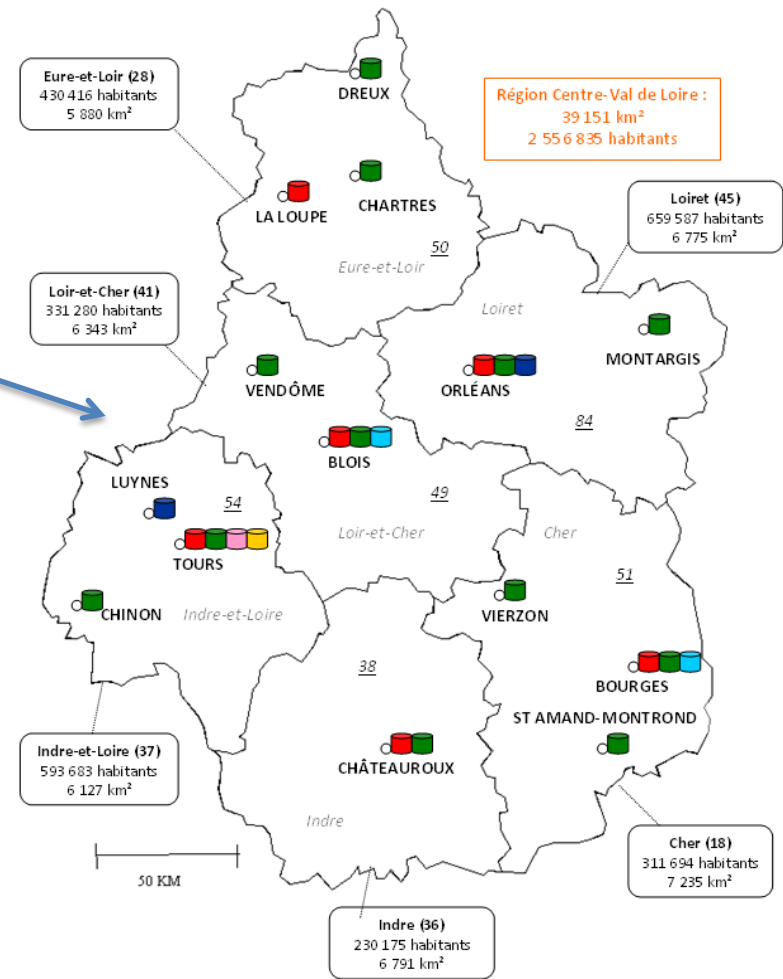 Eure-et-Loir (28)
430 416 habitants
5 880 km²
DREUX
Région Centre-Val de Loire :
39 151 km²
2 556 835 habitants
LA LOUPE
CHARTRES
50
Eure-et-Loir
Loiret (45)
659 587 habitants
6 775 km²
Loir-et-Cher (41)
331 280 habitants
6 343 km²
Loiret
MONTARGIS
VENDÔME
ORLÉANS
84
BLOIS
LUYNES
54
49
TOURS
Loir-et-Cher
Cher
51
CHINON
Indre-et-Loire
VIERZON
38
BOURGES
ST AMAND-MONTROND
Indre-et-Loire (37)
593 683 habitants
6 127 km²
CHÂTEAUROUX
Indre
50 KM
Cher (18)
311 694 habitants
7 235 km²
Indre (36)
230 175 habitants
6 791 km²